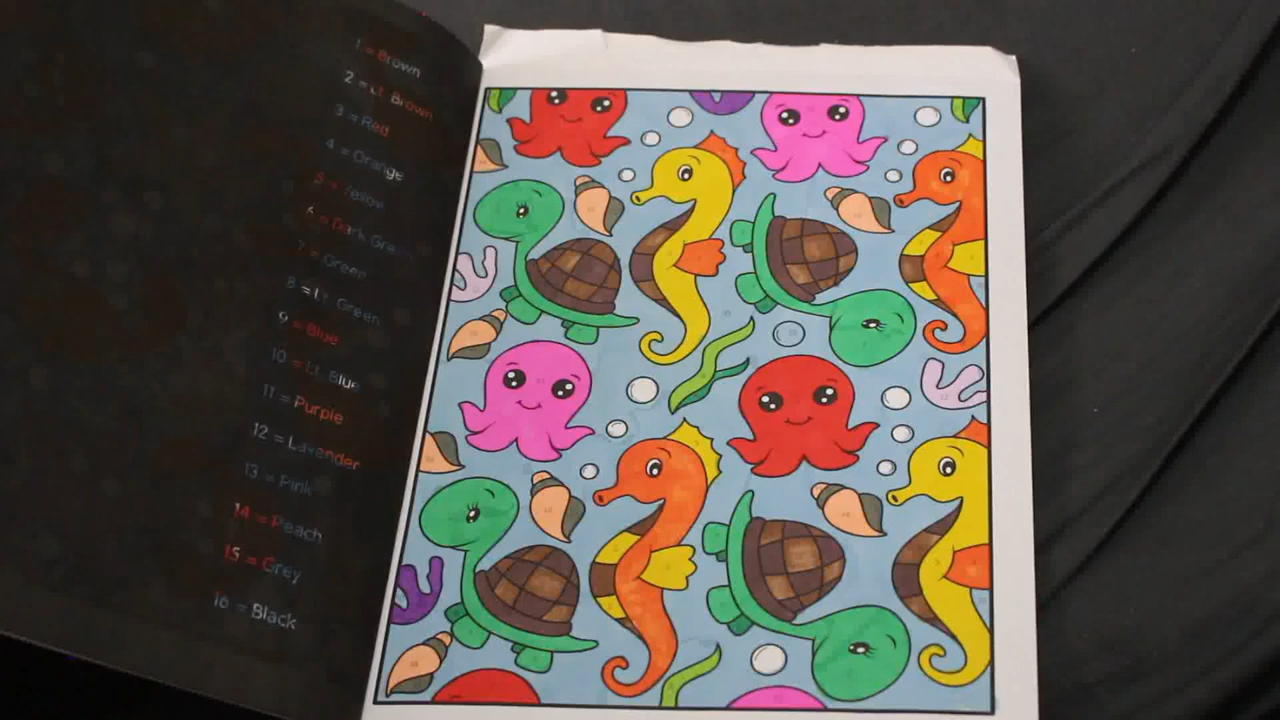 1 = Brown
2 = Lt. Brown
3 = Red
4 = Orange
5 = Yellow
6 = Dark Green
7 = Green
8 = Lt. Green
9 = Blue
10 = Lt. Blue
11 = Purple
12 = Lavender
13 = Pink
14 = Peach
15 = Grey
16 = Black